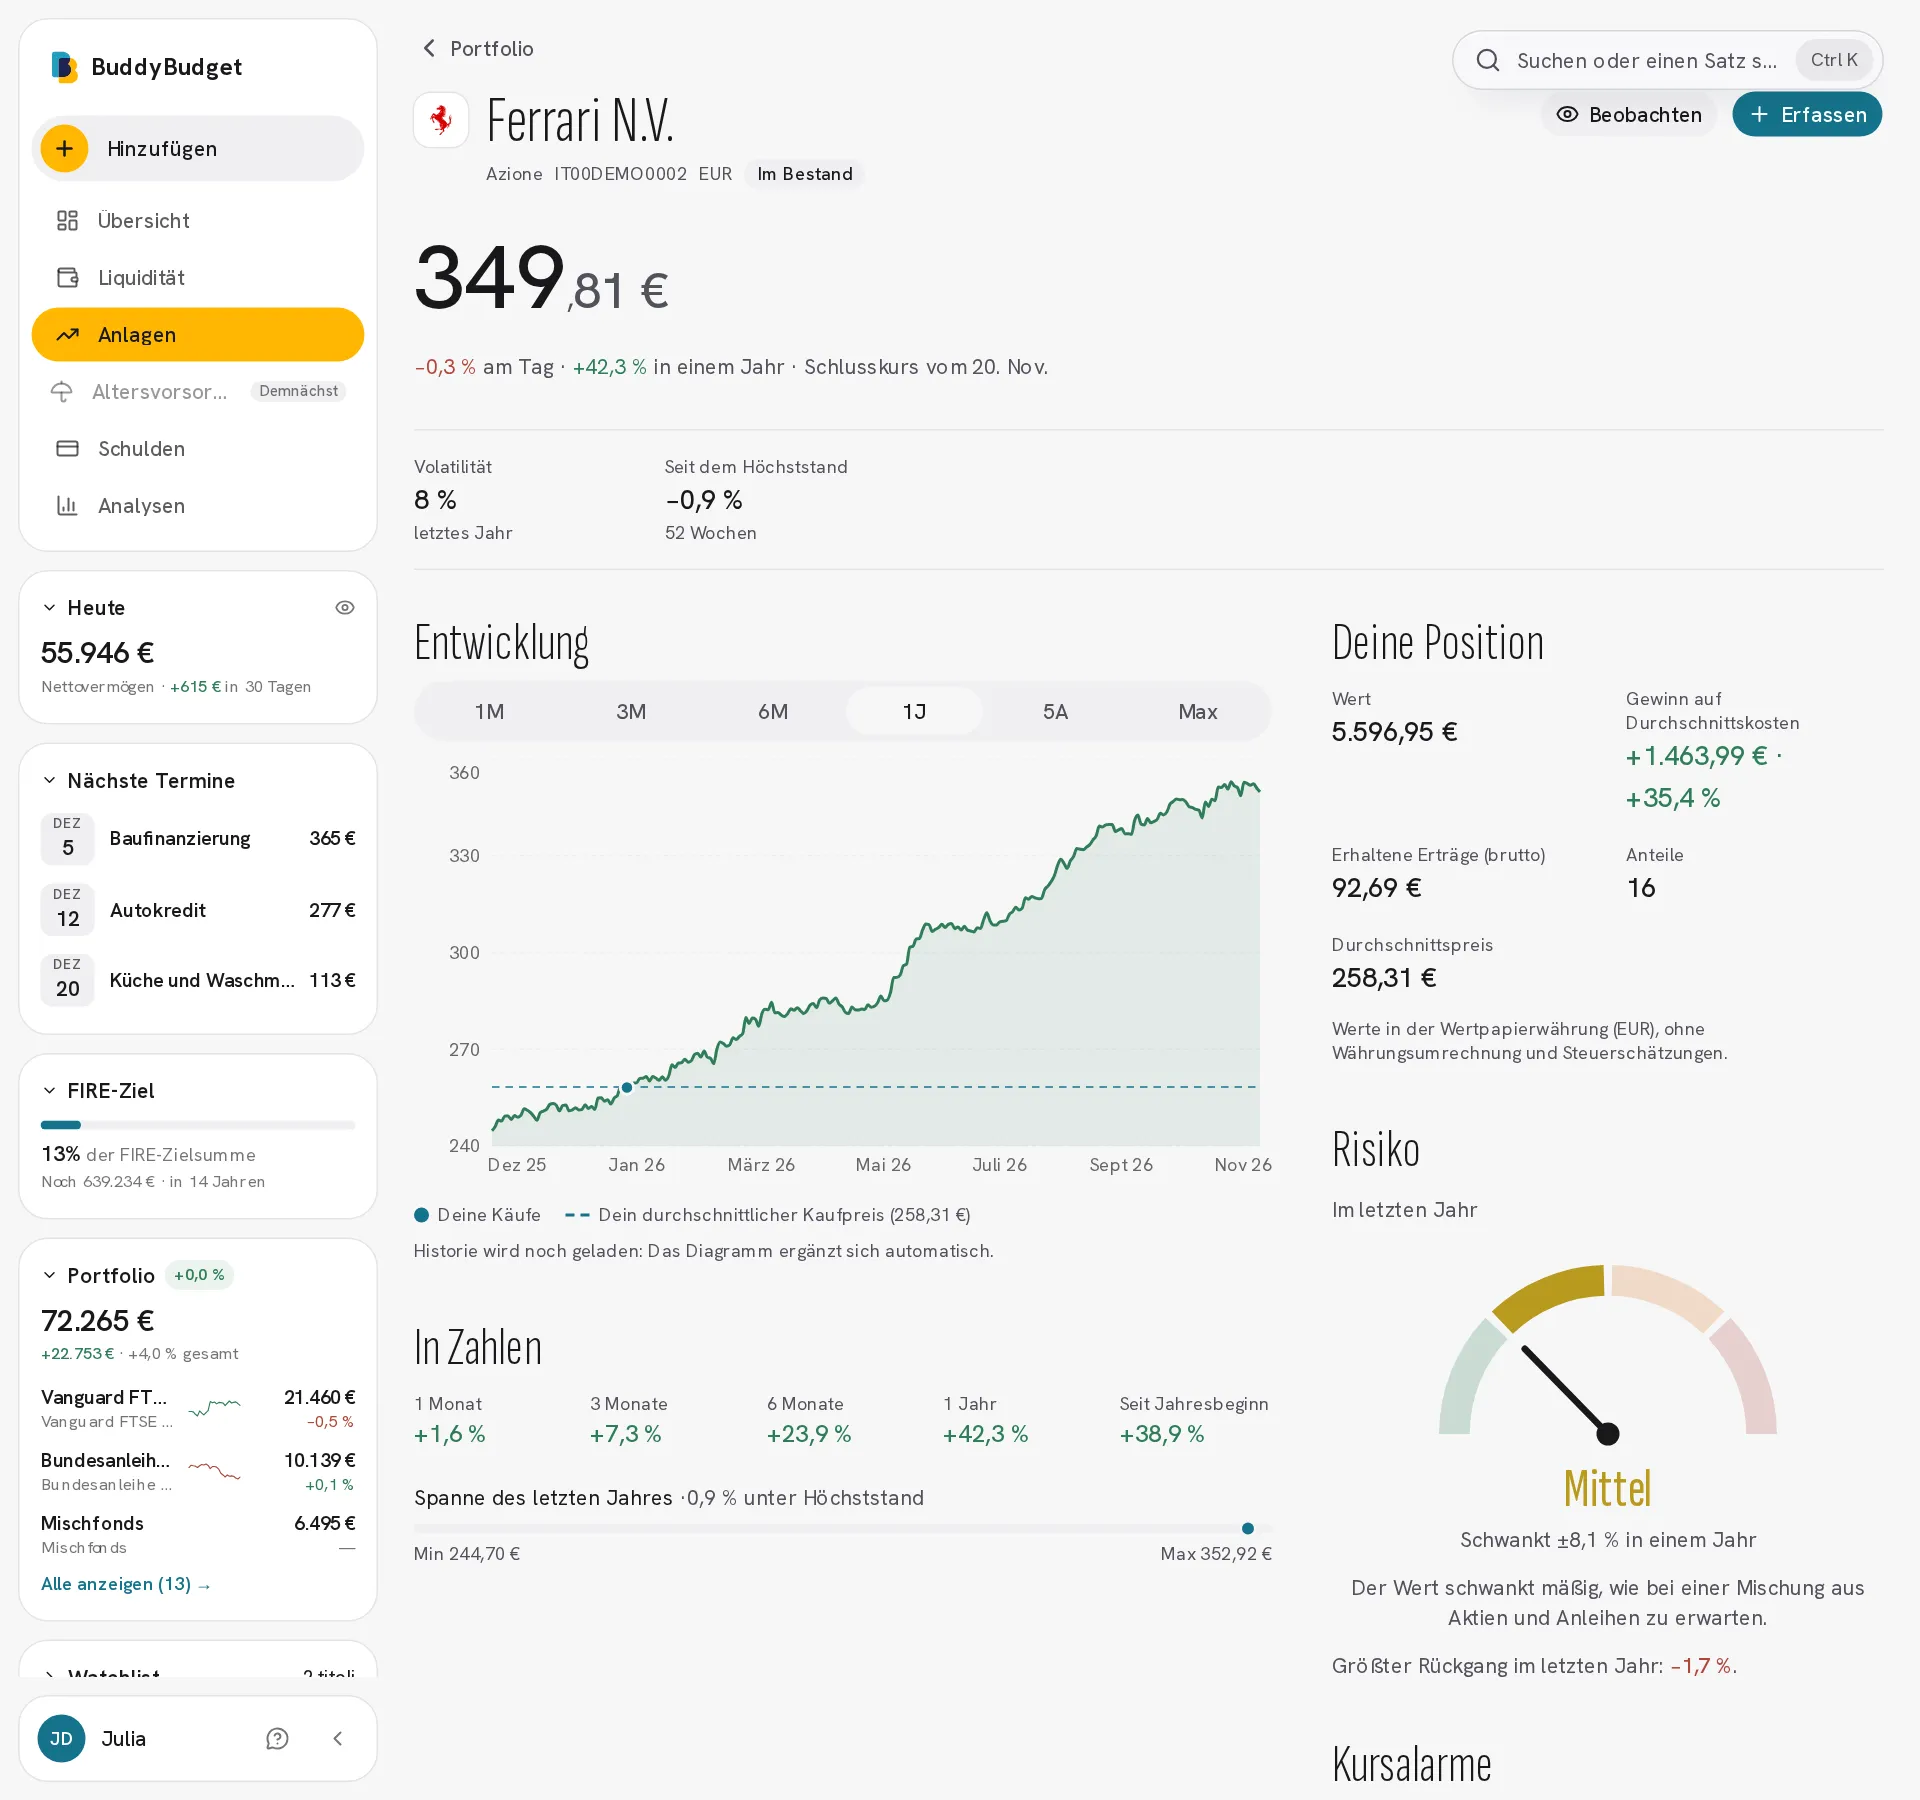 BuddyBudget
Hinzufügen
Übersicht
Liquidität
Anlagen
Altersvorsor... Demnächst
Schulden
Analysen
Heute
55.946 €
Nettovermögen · +615 € in 30 Tagen
Nächste Termine
DEZ
5
Baufinanzierung 365 €
DEZ
12
Autokredit 277 €
DEZ
20
Küche und Waschm... 113 €
FIRE-Ziel
13% der FIRE-Zielsumme
Noch 639.234 € · in 14 Jahren
Portfolio +0,0 %
72.265 €
+22.753 € · +4,0 % gesamt
Vanguard FT... 21.460 €
Vanguard FTSE ... −0,5 %
Bundesanleih... 10.139 €
Bundesanleihe ... +0,1 %
Mischfonds 6.495 €
Mischfonds —
Alle anzeigen (13) →
Watchlist 2 titoli
JD Julia
Portfolio
Suchen oder einen Satz s... Ctrl K
Ferrari N.V.
Beobachten
Erfassen
Azione IT00DEMO0002 EUR Im Bestand
349,81 €
−0,3 % am Tag · +42,3 % in einem Jahr · Schlusskurs vom 20. Nov.
Volatilität
8 %
letztes Jahr
Seit dem Höchststand
−0,9 %
52 Wochen
Entwicklung
1M 3M 6M 1J 5A Max
360
330
300
270
240
Dez 25 Jan 26 März 26 Mai 26 Juli 26 Sept 26 Nov 26
Deine Käufe Dein durchschnittlicher Kaufpreis (258,31 €)
Historie wird noch geladen: Das Diagramm ergänzt sich automatisch.
In Zahlen
1 Monat
+1,6 %
3 Monate
+7,3 %
6 Monate
+23,9 %
1 Jahr
+42,3 %
Seit Jahresbeginn
+38,9 %
Spanne des letzten Jahres · 0,9 % unter Höchststand
Min 244,70 € Max 352,92 €
Deine Position
Wert
5.596,95 €
Gewinn auf
Durchschnittskosten
+1.463,99 € ·
+35,4 %
Erhaltene Erträge (brutto)
92,69 €
Anteile
16
Durchschnittspreis
258,31 €
Werte in der Wertpapierwährung (EUR), ohne
Währungsumrechnung und Steuerschätzungen.
Risiko
Im letzten Jahr
Mittel
Schwankt ±8,1 % in einem Jahr
Der Wert schwankt mäßig, wie bei einer Mischung aus
Aktien und Anleihen zu erwarten.
Größter Rückgang im letzten Jahr: −1,7 %.
Kursalarme